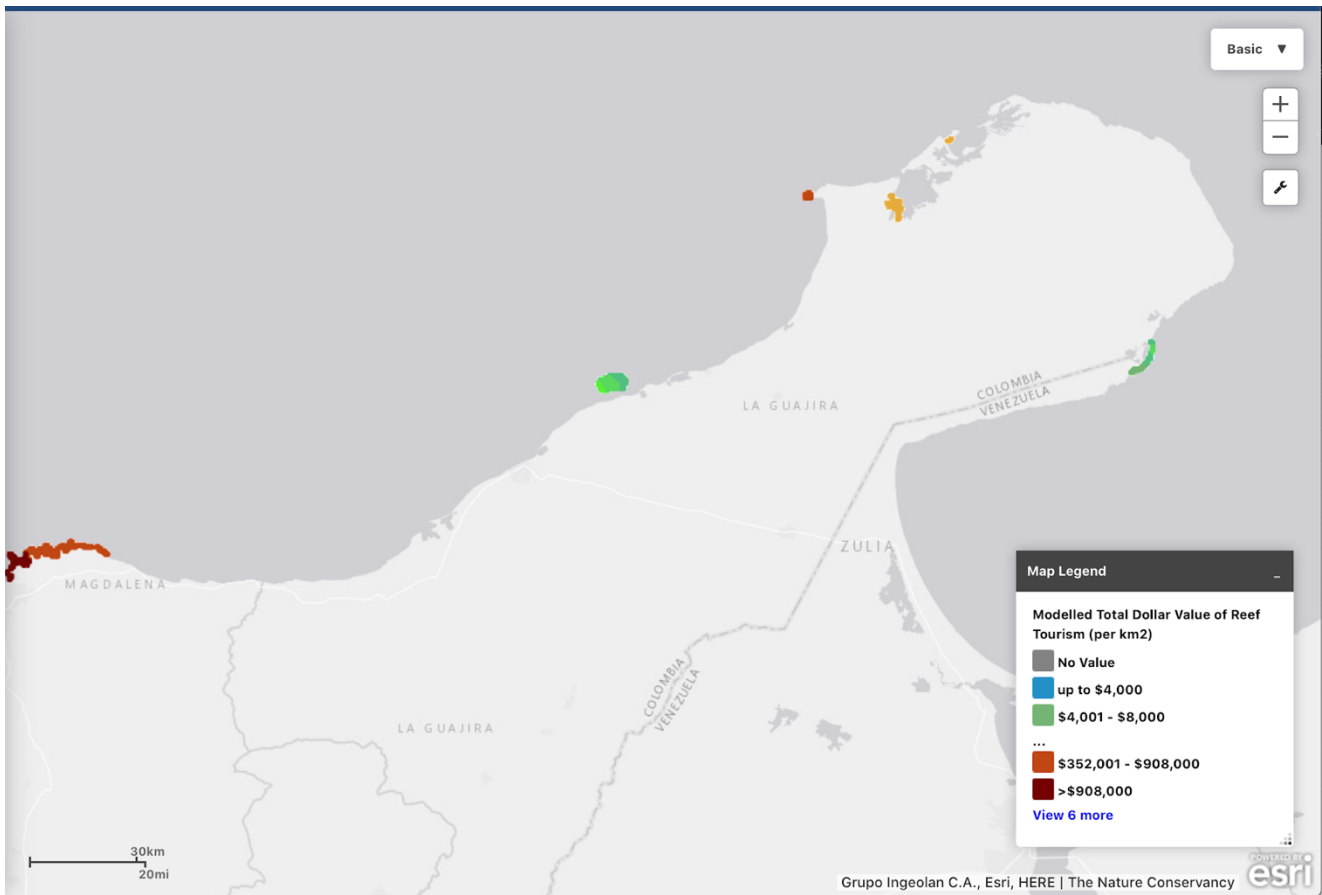 Basic ▼
+
−
COLOMBIA
VENEZUELA
LA GUAJIRA
ZULIA
MAGDALENA
COLOMBIA
VENEZUELA
LA GUAJIRA
Map Legend _
Modelled Total Dollar Value of Reef
Tourism (per km2)
No Value
up to $4,000
$4,001 - $8,000
...
$352,001 - $908,000
>$908,000
View 6 more
30km
20mi
POWERED BY
esri
Grupo Ingeolan C.A., Esri, HERE | The Nature Conservancy